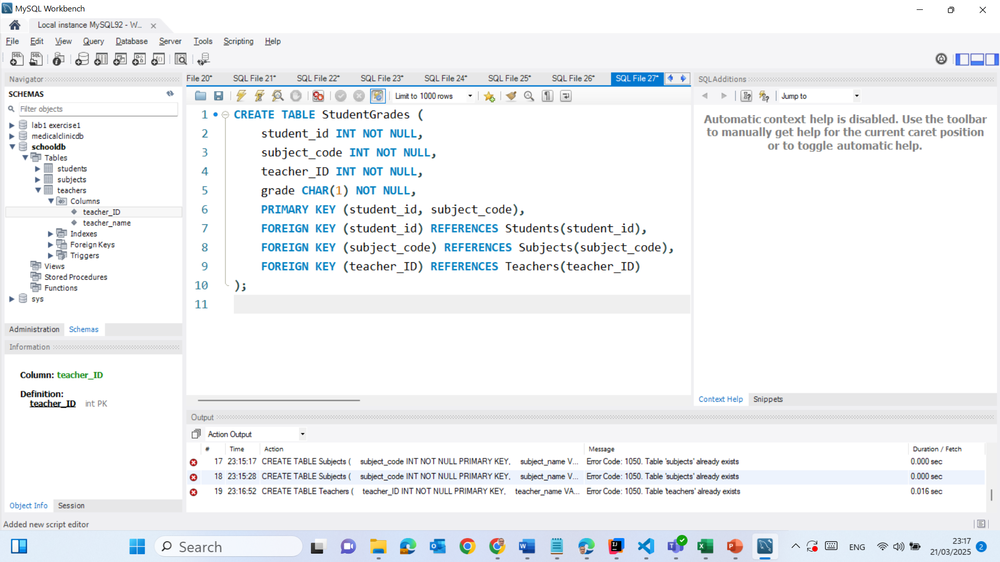 MySQL Workbench
Local instance MySQL92 - W...
File Edit View Query Database Server Tools Scripting Help
Navigator
SCHEMAS
Filter objects
lab1 exercise1
medicalclinicdb
schooldb
Tables
students
subjects
teachers
Columns
teacher_ID
teacher_name
Indexes
Foreign Keys
Triggers
Views
Stored Procedures
Functions
sys
Administration Schemas
Information
Column: teacher_ID
Definition:
teacher_ID int PK
Object Info Session
File 20* SQL File 21* SQL File 22* SQL File 23* SQL File 24* SQL File 25* SQL File 26* SQL File 27*
Limit to 1000 rows
1 CREATE TABLE StudentGrades (
2 student_id INT NOT NULL,
3 subject_code INT NOT NULL,
4 teacher_ID INT NOT NULL,
5 grade CHAR(1) NOT NULL,
6 PRIMARY KEY (student_id, subject_code),
7 FOREIGN KEY (student_id) REFERENCES Students(student_id),
8 FOREIGN KEY (subject_code) REFERENCES Subjects(subject_code),
9 FOREIGN KEY (teacher_ID) REFERENCES Teachers(teacher_ID)
10 );
11
SQLAdditions
Jump to
Automatic context help is disabled. Use the toolbar
to manually get help for the current caret position
or to toggle automatic help.
Context Help Snippets
Output
Action Output
# Time Action Message Duration / Fetch
17 23:15:17 CREATE TABLE Subjects ( subject_code INT NOT NULL PRIMARY KEY, subject_name V... Error Code: 1050. Table 'subjects' already exists 0.000 sec
18 23:15:28 CREATE TABLE Subjects ( subject_code INT NOT NULL PRIMARY KEY, subject_name V... Error Code: 1050. Table 'subjects' already exists 0.000 sec
19 23:16:52 CREATE TABLE Teachers ( teacher_ID INT NOT NULL PRIMARY KEY, teacher_name VA... Error Code: 1050. Table 'teachers' already exists 0.016 sec
Added new script editor
Search
ENG
23:17
21/03/2025
2